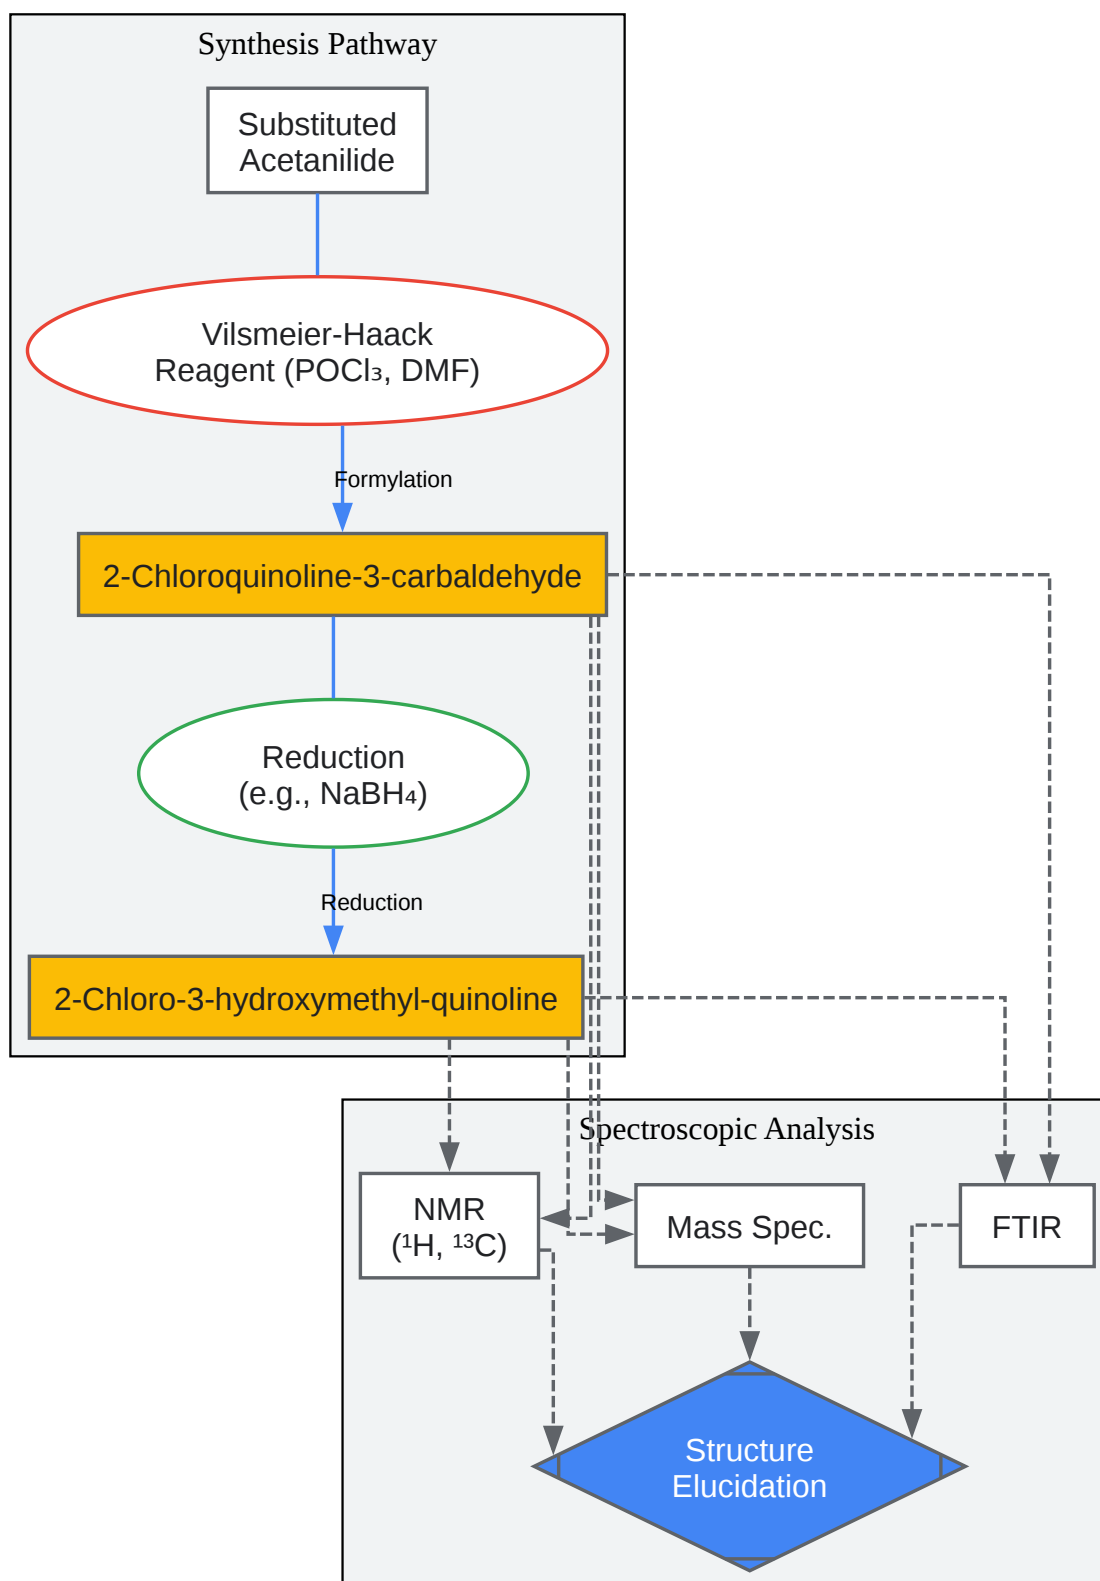 Synthesis Pathway
Substituted
Acetanilide
Vilsmeier-Haack
Reagent (POCl₃, DMF)
Formylation
2-Chloroquinoline-3-carbaldehyde
Reduction
(e.g., NaBH₄)
Reduction
2-Chloro-3-hydroxymethyl-quinoline
Spectroscopic Analysis
NMR
(¹H, ¹³C)
Mass Spec.
FTIR
Structure
Elucidation